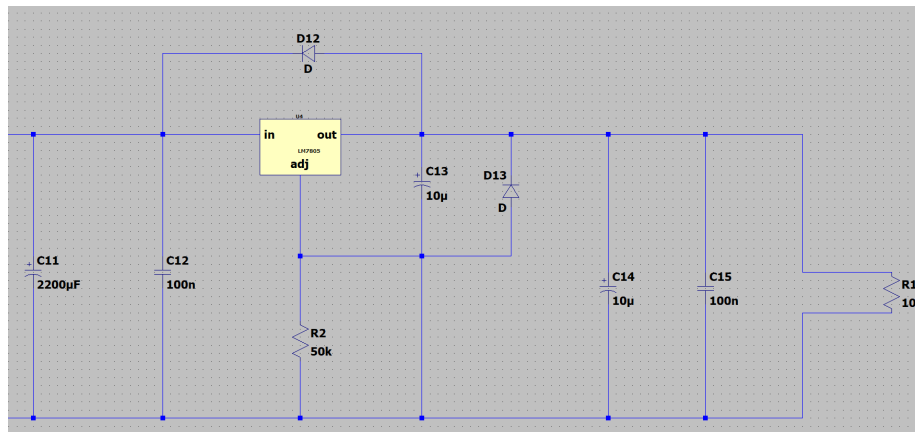 D12
D
U4
in out
LM7805
adj
C13
10µ
D13
D
C11
2200µF
C12
100n
C14
10µ
C15
100n
R1
10
R2
50k